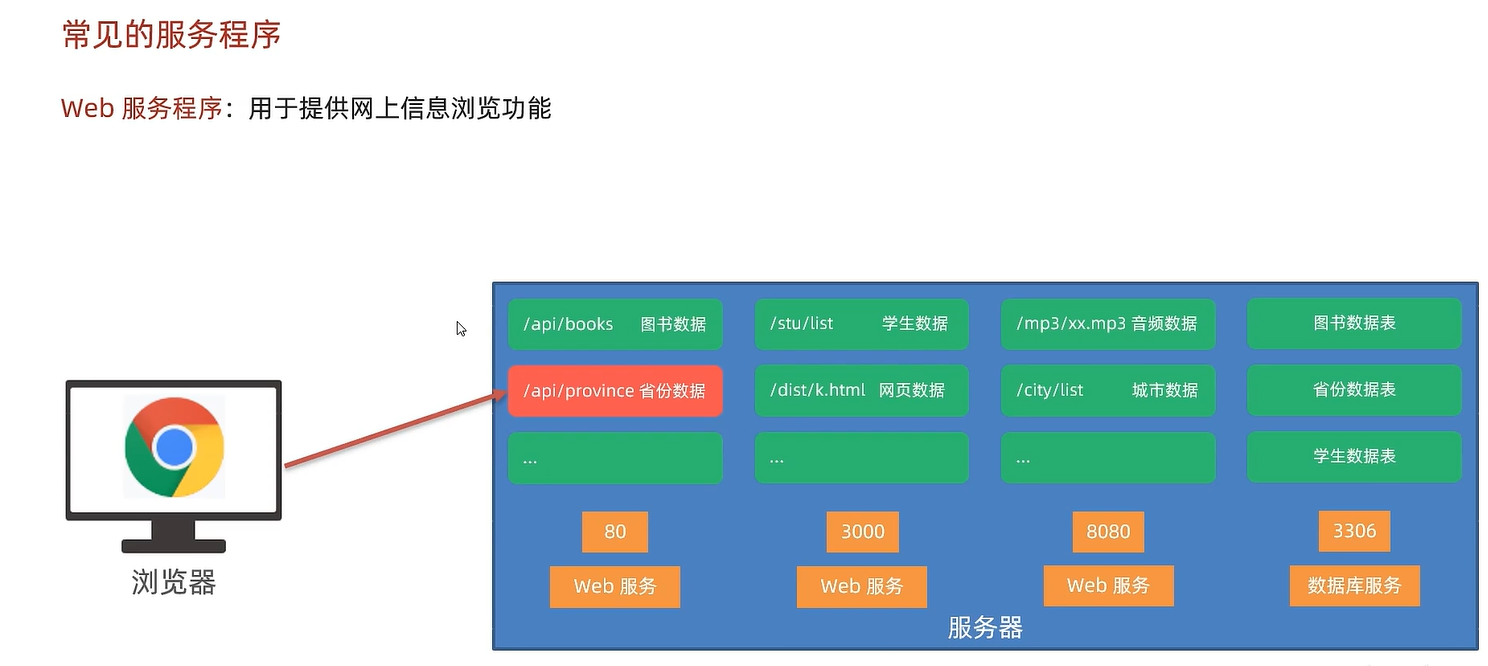 常见的服务程序
Web 服务程序：用于提供网上信息浏览功能
/api/books 图书数据
/stu/list 学生数据
/mp3/xx.mp3 音频数据
图书数据表
/api/province 省份数据
/dist/k.html 网页数据
/city/list 城市数据
省份数据表
...
...
...
学生数据表
80
3000
8080
3306
Web 服务
Web 服务
Web 服务
数据库服务
浏览器
服务器